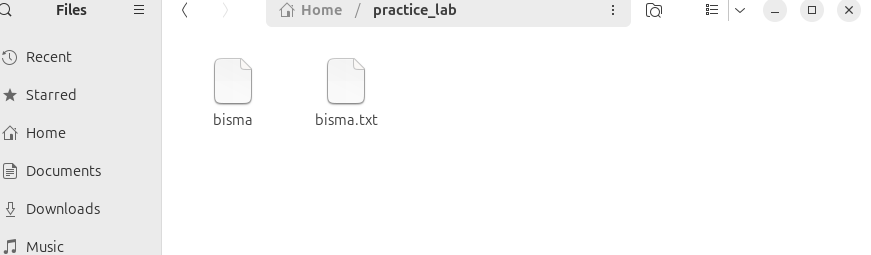 Files
Home / practice_lab
Recent
Starred
Home
Documents
Downloads
Music
bisma
bisma.txt